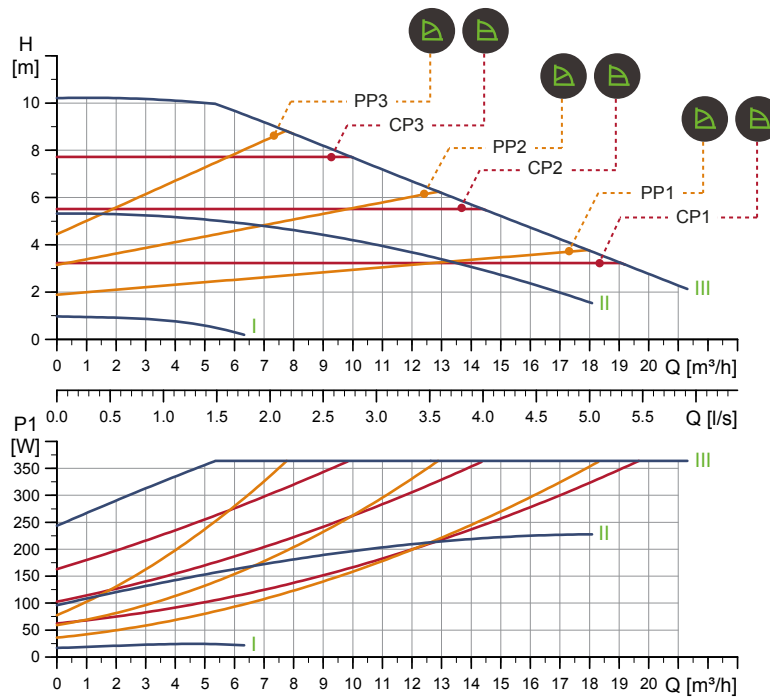 H
[m]
10
8
6
4
2
0
PP3
CP3
PP2
CP2
PP1
CP1
III
II
I
0 1 2 3 4 5 6 7 8 9 10 11 12 13 14 15 16 17 18 19 20 Q [m³/h]
0.0 0.5 1.0 1.5 2.0 2.5 3.0 3.5 4.0 4.5 5.0 5.5 Q [l/s]
P1
[W]
350
300
250
200
150
100
50
0
III
II
I
0 1 2 3 4 5 6 7 8 9 10 11 12 13 14 15 16 17 18 19 20 Q [m³/h]